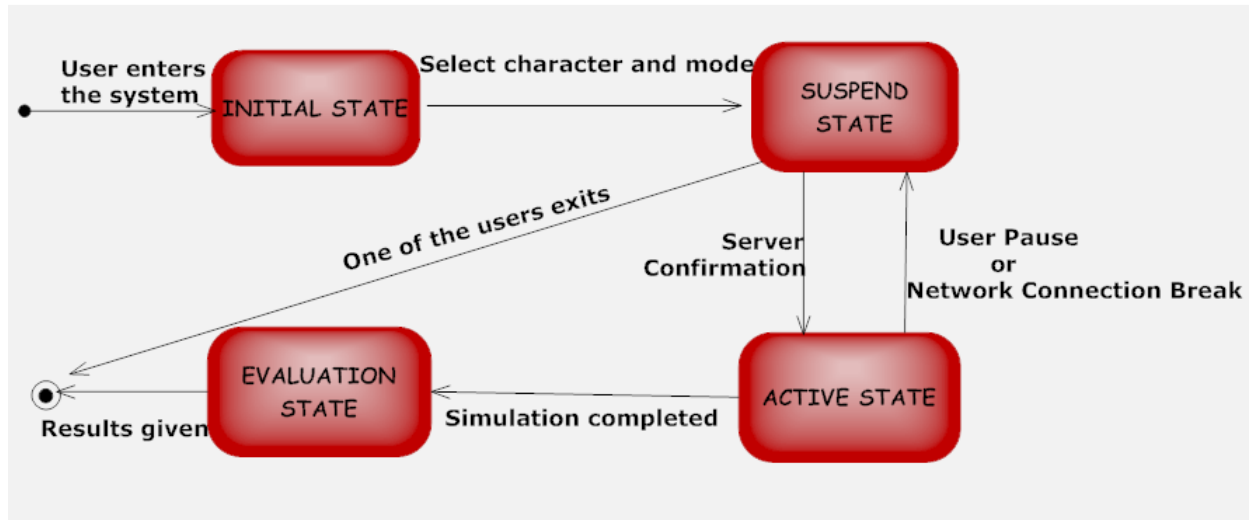 User enters
the system
INITIAL STATE
Select character and mode
SUSPEND
STATE
One of the users exits
Server
Confirmation
User Pause
or
Network Connection Break
EVALUATION
STATE
ACTIVE STATE
Results given
Simulation completed